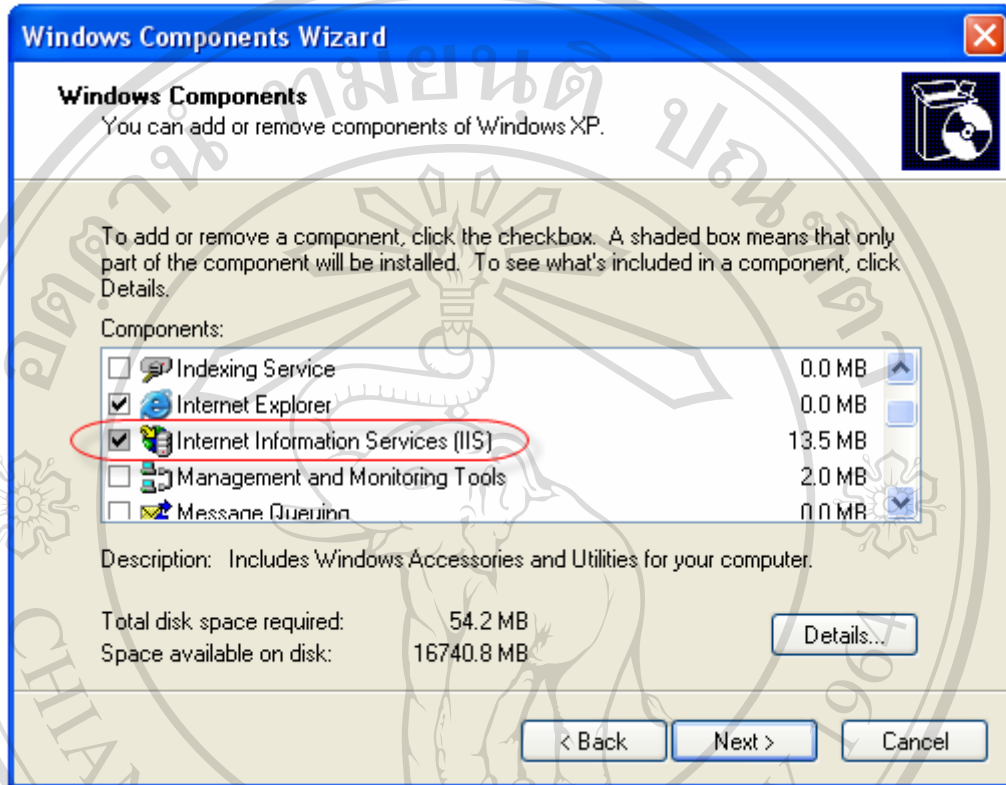 Windows Components Wizard
Windows Components
You can add or remove components of Windows XP.
To add or remove a component, click the checkbox. A shaded box means that only
part of the component will be installed. To see what's included in a component, click
Details.
Components:
Indexing Service 0.0 MB
Internet Explorer 0.0 MB
Internet Information Services (IIS) 13.5 MB
Management and Monitoring Tools 2.0 MB
Message Queuing 0.0 MB
Description: Includes Windows Accessories and Utilities for your computer.
Total disk space required: 54.2 MB
Space available on disk: 16740.8 MB
Details...
< Back Next > Cancel
CHIAN
1964